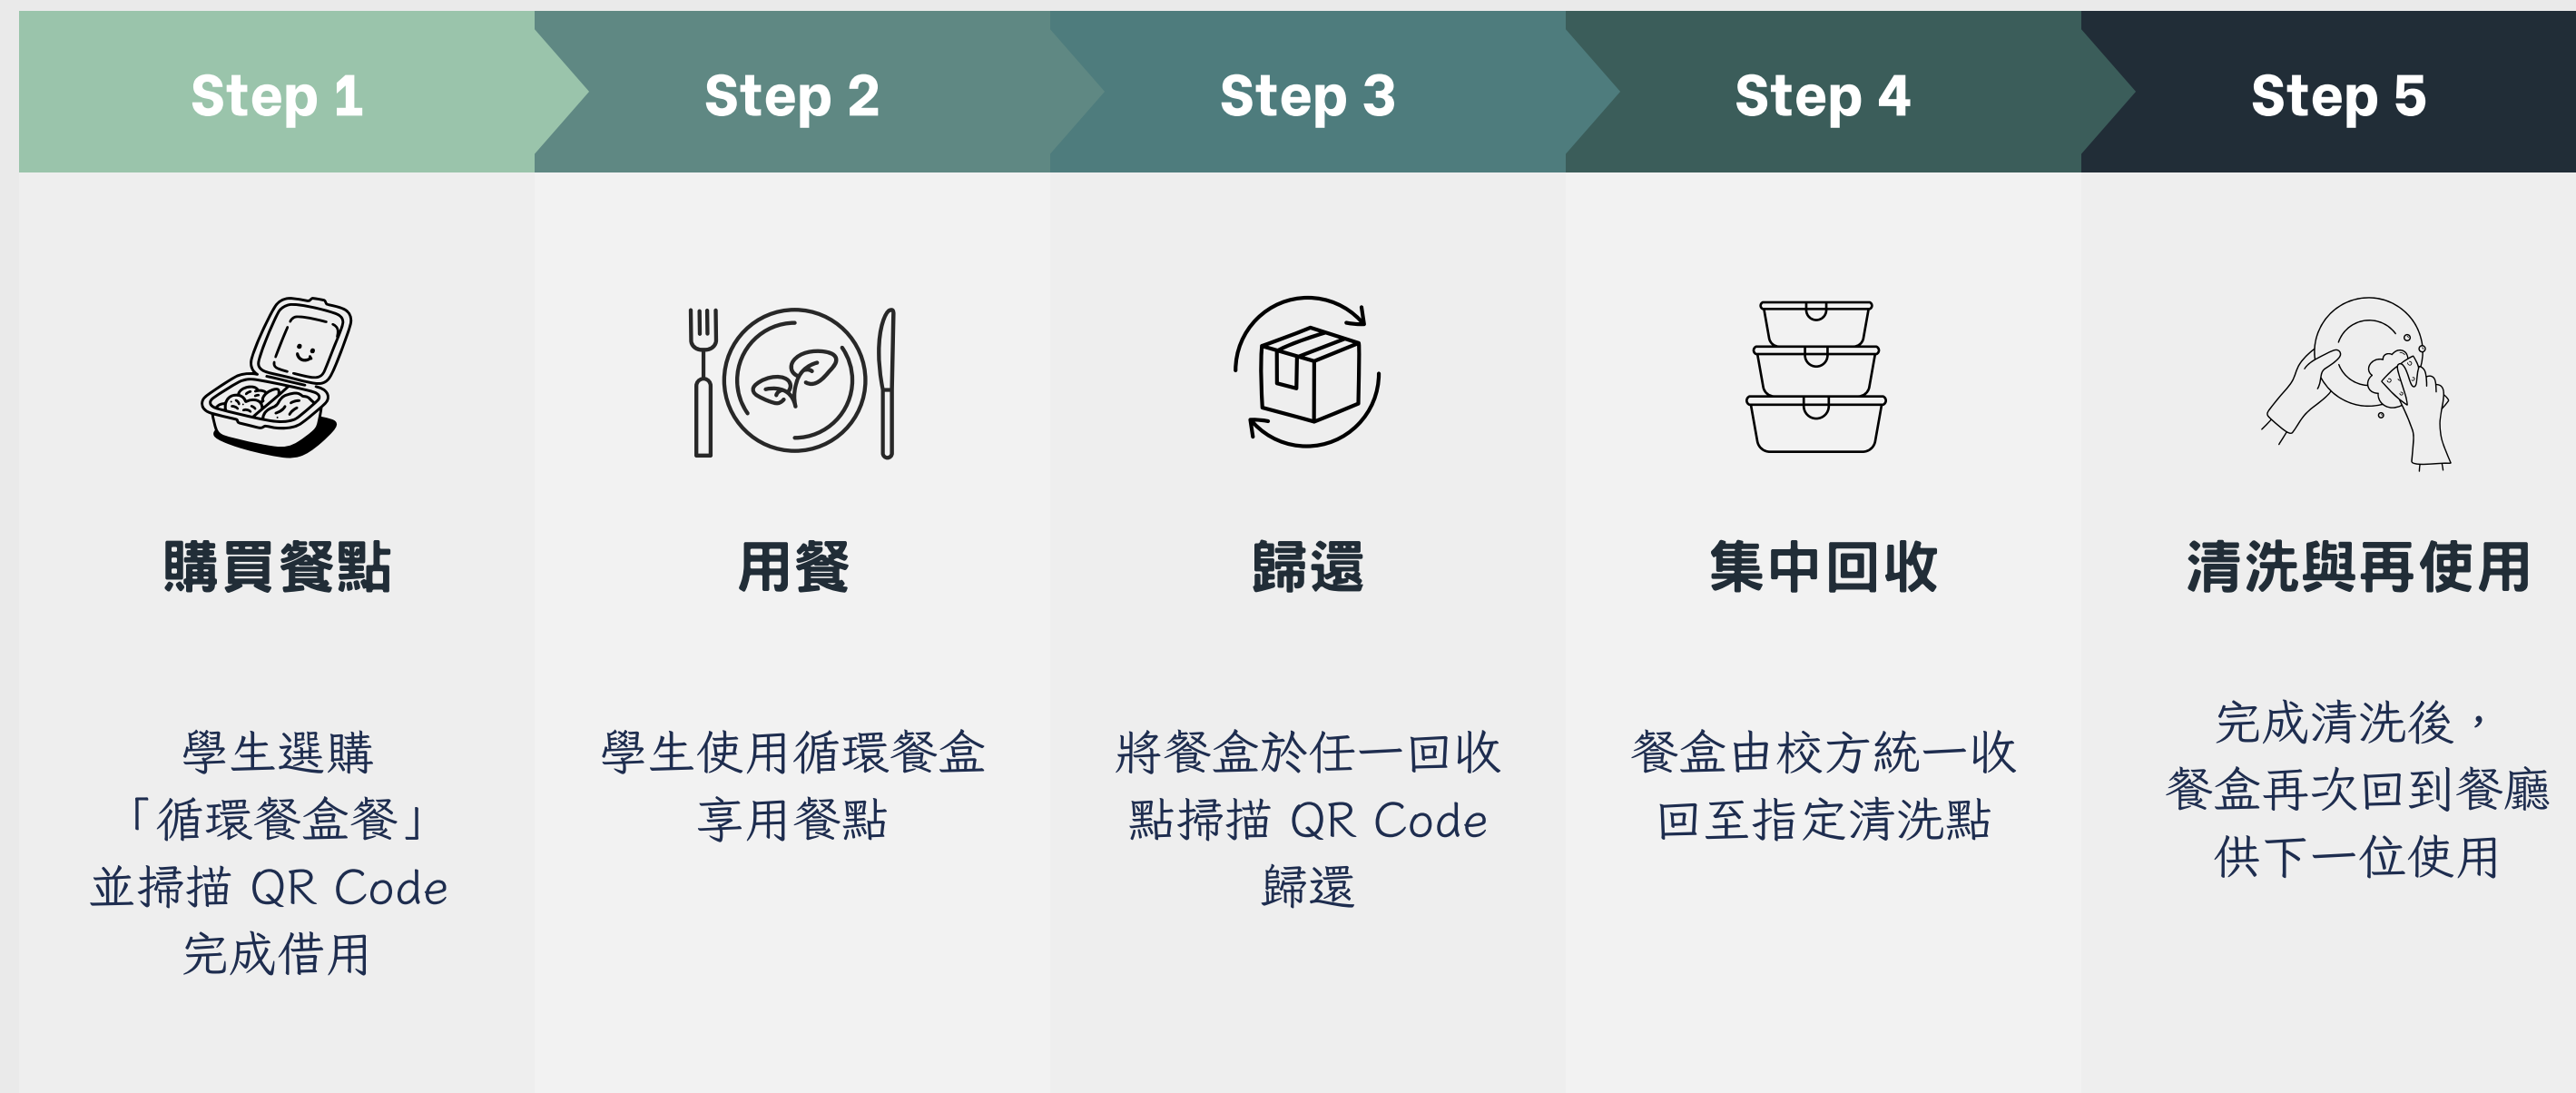 Step 1
Step 2
Step 3
Step 4
Step 5
購買餐點
用餐
歸還
集中回收
清洗與再使用
學生選購
「循環餐盒餐」
並掃描 QR Code
完成借用
學生使用循環餐盒
享用餐點
將餐盒於任一回收
點掃描 QR Code
歸還
餐盒由校方統一收
回至指定清洗點
完成清洗後，
餐盒再次回到餐廳
供下一位使用